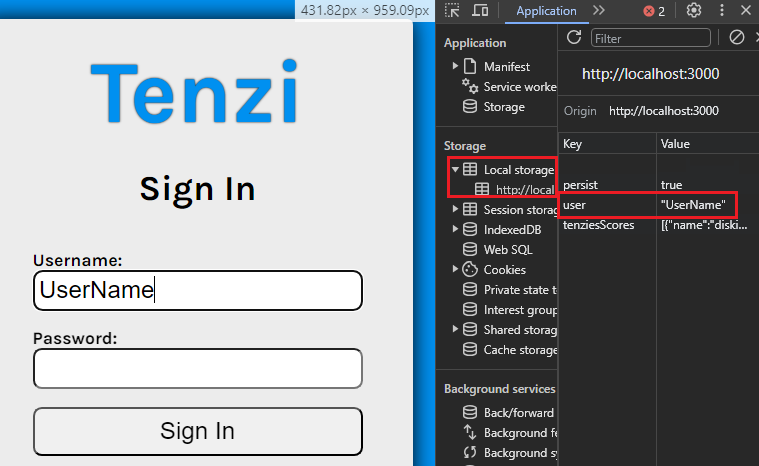 431.82px × 959.09px
Tenzi
Sign In
Username:
UserName
Password:
Sign In
Application
2
Application
Manifest
Service worke
Storage
Storage
Local storage
http://local
Session storag
IndexedDB
Web SQL
Cookies
Private state t
Interest group
Shared storag
Cache storage
Background services
Back/forward
Background fe
Background sy
Filter
http://localhost:3000
Origin http://localhost:3000
Key Value
persist true
user "UserName"
tenziesScores [{"name":"diski...